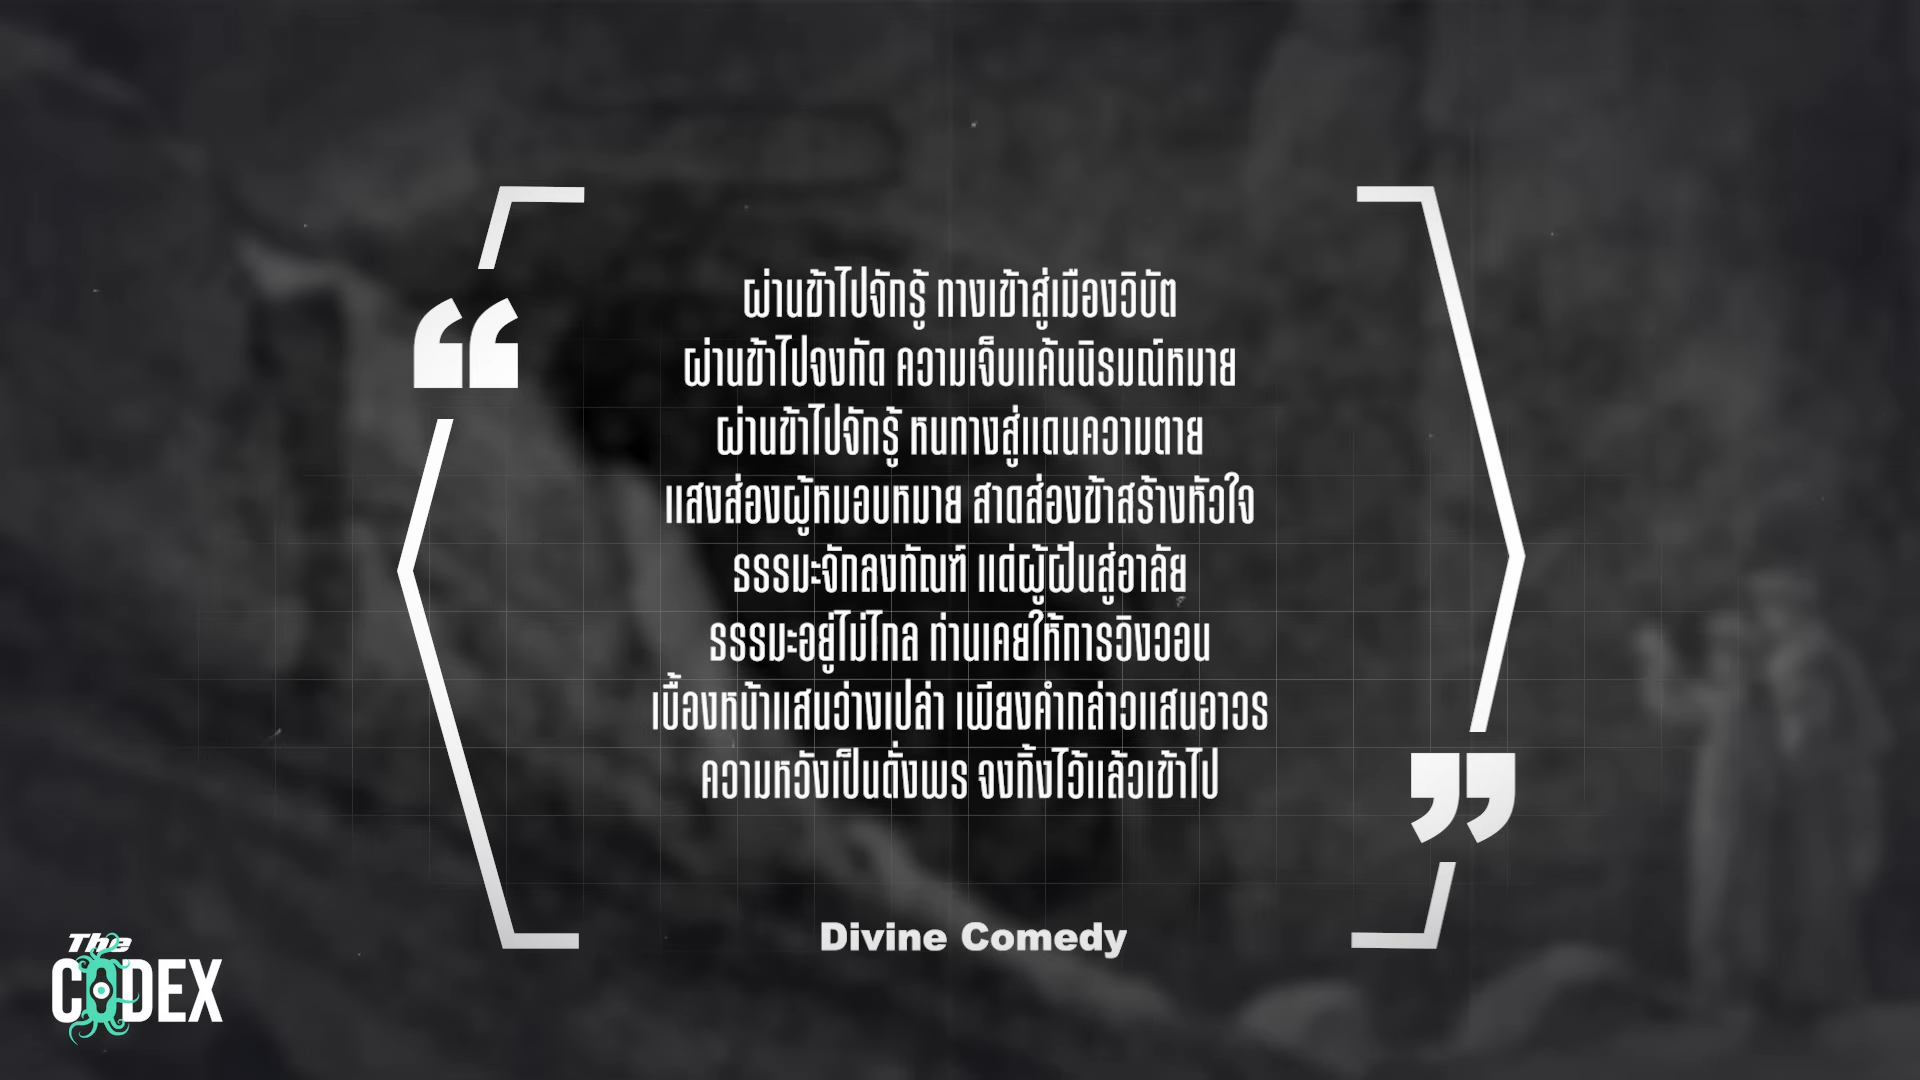 “
ผ่านข้าไปจักรู้ ทางเข้าสู่เมืองวิบัต
ผ่านข้าไปจงกัด ความเจ็บแค้นนิรมณ์หมาย
ผ่านข้าไปจักรู้ หนทางสู่แดนความตาย
แสงส่องผู้หมอบหมาย สาดส่องข้าสร้างหัวใจ
ธรรมะจักลงทัณฑ์ แด่ผู้ฝันสู่อาลัย
ธรรมะอยู่ไม่ไกล ท่านเคยให้การวิงวอน
เบื้องหน้าแสนว่างเปล่า เพียงคำกล่าวแสนอาวร
ความหวังเป็นดั่งพร จงทิ้งไว้แล้วเข้าไป
”
Divine Comedy
The
CODEX